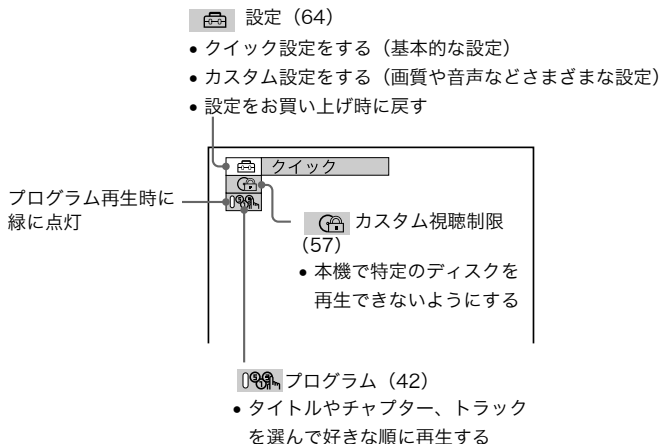 設定（64）
• クイック設定をする（基本的な設定）
• カスタム設定をする（画質や音声などさまざまな設定）
• 設定をお買い上げ時に戻す
クイック
プログラム再生時に
緑に点灯
カスタム視聴制限
（57）
• 本機で特定のディスクを
再生できないようにする
プログラム（42）
• タイトルやチャプター、トラック
を選んで好きな順に再生する